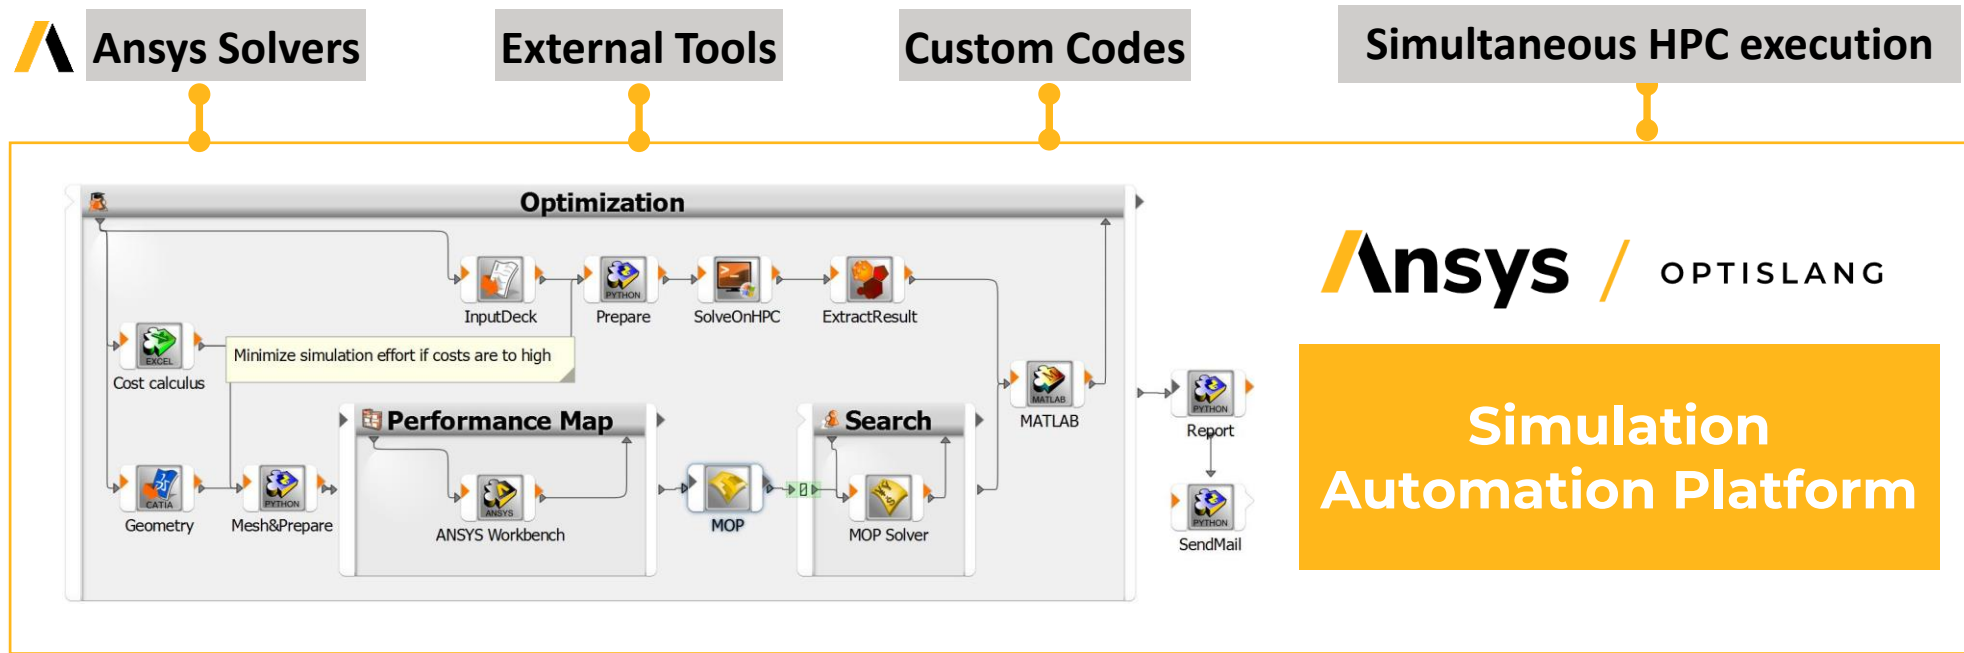 Ansys Solvers
External Tools
Custom Codes
Simultaneous HPC execution
Optimization
PYTHON
InputDeck
Prepare
SolveOnHPC
ExtractResult
EXCEL
Cost calculus
Minimize simulation effort if costs are to high
MATLAB
MATLAB
Performance Map
Search
CATIA
Geometry
PYTHON
Mesh&Prepare
ANSYS
ANSYS Workbench
MOP
0
MOP Solver
PYTHON
Report
PYTHON
SendMail
Ansys / OPTISLANG
Simulation
Automation Platform